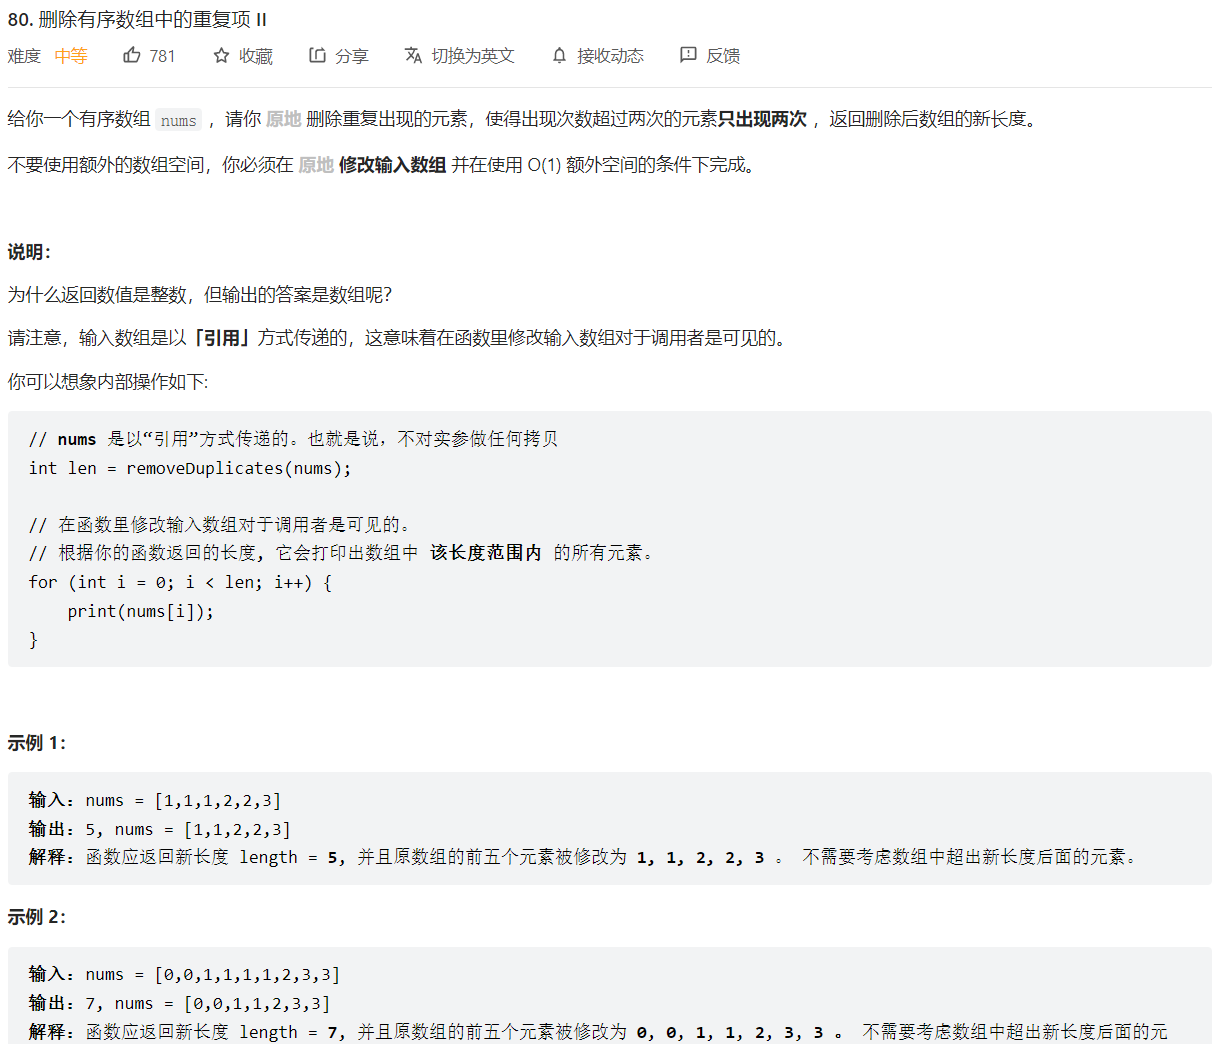 80. 删除有序数组中的重复项 II
难度 中等 781 收藏 分享 切换为英文 接收动态 反馈
给你一个有序数组 nums ，请你 原地 删除重复出现的元素，使得出现次数超过两次的元素只出现两次 ，返回删除后数组的新长度。
不要使用额外的数组空间，你必须在 原地 修改输入数组 并在使用 O(1) 额外空间的条件下完成。
说明：
为什么返回数值是整数，但输出的答案是数组呢？
请注意，输入数组是以「引用」方式传递的，这意味着在函数里修改输入数组对于调用者是可见的。
你可以想象内部操作如下:
// nums 是以“引用”方式传递的。也就是说，不对实参做任何拷贝
int len = removeDuplicates(nums);
// 在函数里修改输入数组对于调用者是可见的。
// 根据你的函数返回的长度, 它会打印出数组中 该长度范围内 的所有元素。
for (int i = 0; i < len; i++) {
    print(nums[i]);
}
示例 1：
输入：nums = [1,1,1,2,2,3]
输出：5, nums = [1,1,2,2,3]
解释：函数应返回新长度 length = 5, 并且原数组的前五个元素被修改为 1, 1, 2, 2, 3 。 不需要考虑数组中超出新长度后面的元素。
示例 2：
输入：nums = [0,0,1,1,1,1,2,3,3]
输出：7, nums = [0,0,1,1,2,3,3]
解释：函数应返回新长度 length = 7, 并且原数组的前五个元素被修改为 0, 0, 1, 1, 2, 3, 3 。 不需要考虑数组中超出新长度后面的元